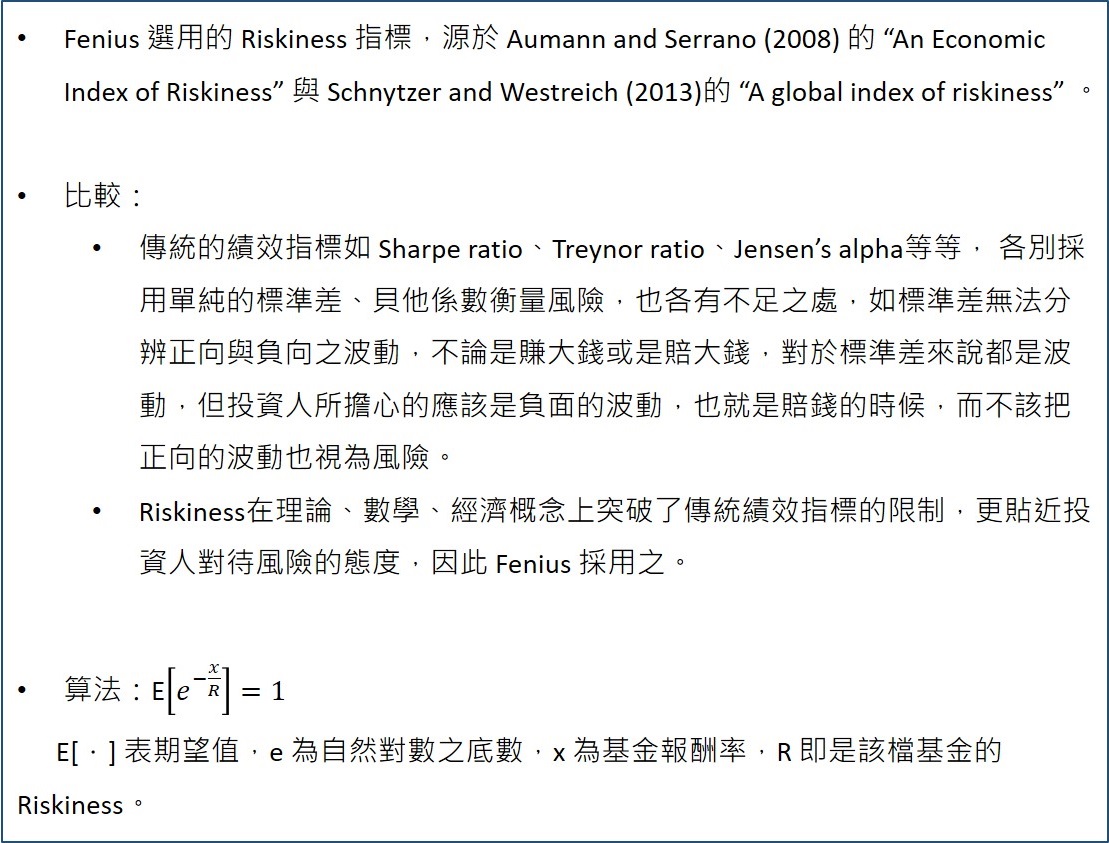 • Fenius 選用的 Riskiness 指標，源於 Aumann and Serrano (2008) 的 “An Economic
Index of Riskiness” 與 Schnytzer and Westreich (2013)的 “A global index of riskiness” 。
• 比較：
• 傳統的績效指標如 Sharpe ratio、Treynor ratio、Jensen’s alpha等等， 各別採
用單純的標準差、貝他係數衡量風險，也各有不足之處，如標準差無法分
辨正向與負向之波動，不論是賺大錢或是賠大錢，對於標準差來說都是波
動，但投資人所擔心的應該是負面的波動，也就是賠錢的時候，而不該把
正向的波動也視為風險。
• Riskiness在理論、數學、經濟概念上突破了傳統績效指標的限制，更貼近投
資人對待風險的態度，因此 Fenius 採用之。
• 算法：E[e^{-\frac{x}{R}}] = 1
E[・] 表期望值，e 為自然對數之底數，x 為基金報酬率，R 即是該檔基金的
Riskiness。